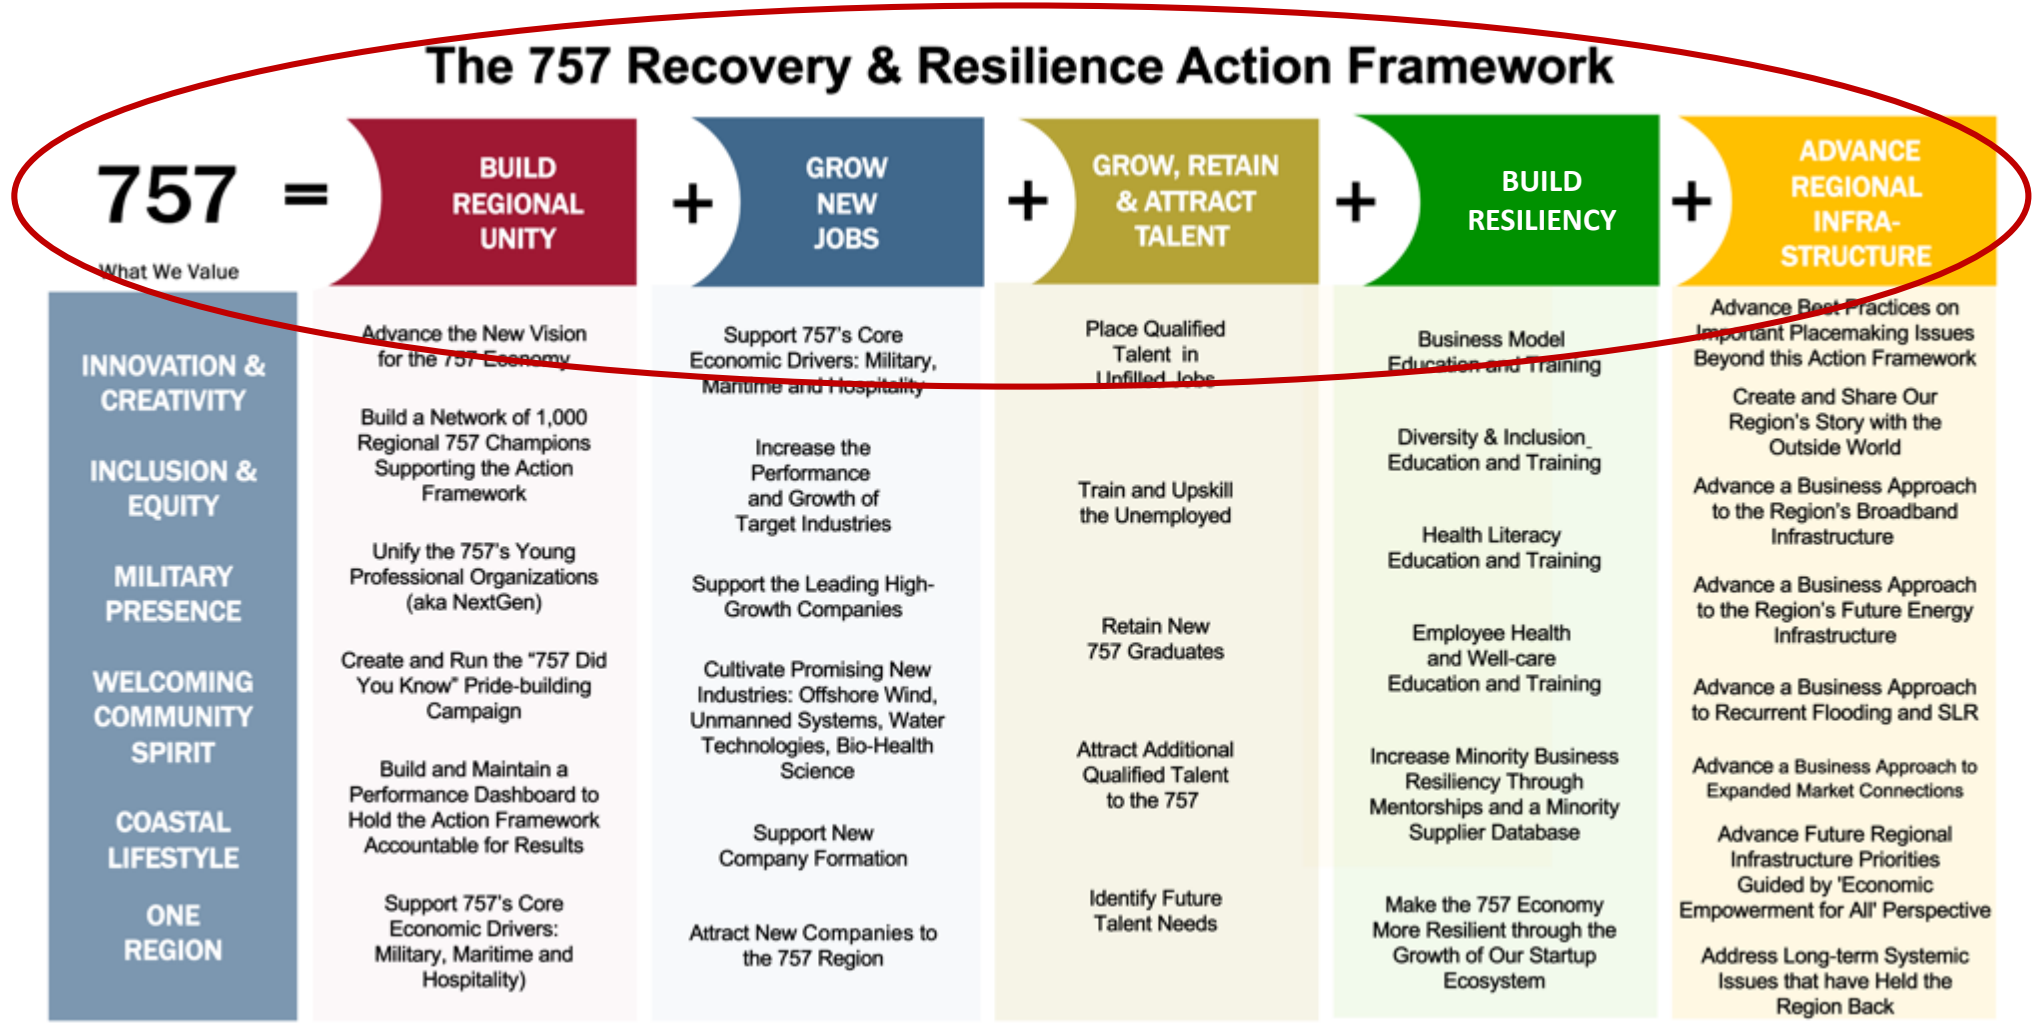 The 757 Recovery & Resilience Action Framework
757
=
BUILD
REGIONAL
UNITY
+
GROW
NEW
JOBS
+
GROW, RETAIN
& ATTRACT
TALENT
+
BUILD
RESILIENCY
+
ADVANCE
REGIONAL
INFRA-
STRUCTURE
What We Value
INNOVATION &
CREATIVITY
INCLUSION &
EQUITY
MILITARY
PRESENCE
WELCOMING
COMMUNITY
SPIRIT
COASTAL
LIFESTYLE
ONE
REGION
Advance the New Vision
for the 757 Economy
Build a Network of 1,000
Regional 757 Champions
Supporting the Action
Framework
Unify the 757's Young
Professional Organizations
(aka NextGen)
Create and Run the "757 Did
You Know" Pride-building
Campaign
Build and Maintain a
Performance Dashboard to
Hold the Action Framework
Accountable for Results
Support 757's Core
Economic Drivers:
Military, Maritime and
Hospitality)
Support 757's Core
Economic Drivers: Military,
Maritime and Hospitality
Increase the
Performance
and Growth of
Target Industries
Support the Leading High-
Growth Companies
Cultivate Promising New
Industries: Offshore Wind,
Unmanned Systems, Water
Technologies, Bio-Health
Science
Support New
Company Formation
Attract New Companies to
the 757 Region
Place Qualified
Talent in
Unfilled Jobs
Train and Upskill
the Unemployed
Retain New
757 Graduates
Attract Additional
Qualified Talent
to the 757
Identify Future
Talent Needs
Business Model
Education and Training
Diversity & Inclusion
Education and Training
Health Literacy
Education and Training
Employee Health
and Well-care
Education and Training
Increase Minority Business
Resiliency Through
Mentorships and a Minority
Supplier Database
Make the 757 Economy
More Resilient through the
Growth of Our Startup
Ecosystem
Advance Best Practices on
Important Placemaking Issues
Beyond this Action Framework
Create and Share Our
Region's Story with the
Outside World
Advance a Business Approach
to the Region's Broadband
Infrastructure
Advance a Business Approach
to the Region's Future Energy
Infrastructure
Advance a Business Approach
to Recurrent Flooding and SLR
Advance a Business Approach to
Expanded Market Connections
Advance Future Regional
Infrastructure Priorities
Guided by 'Economic
Empowerment for All' Perspective
Address Long-term Systemic
Issues that have Held the
Region Back